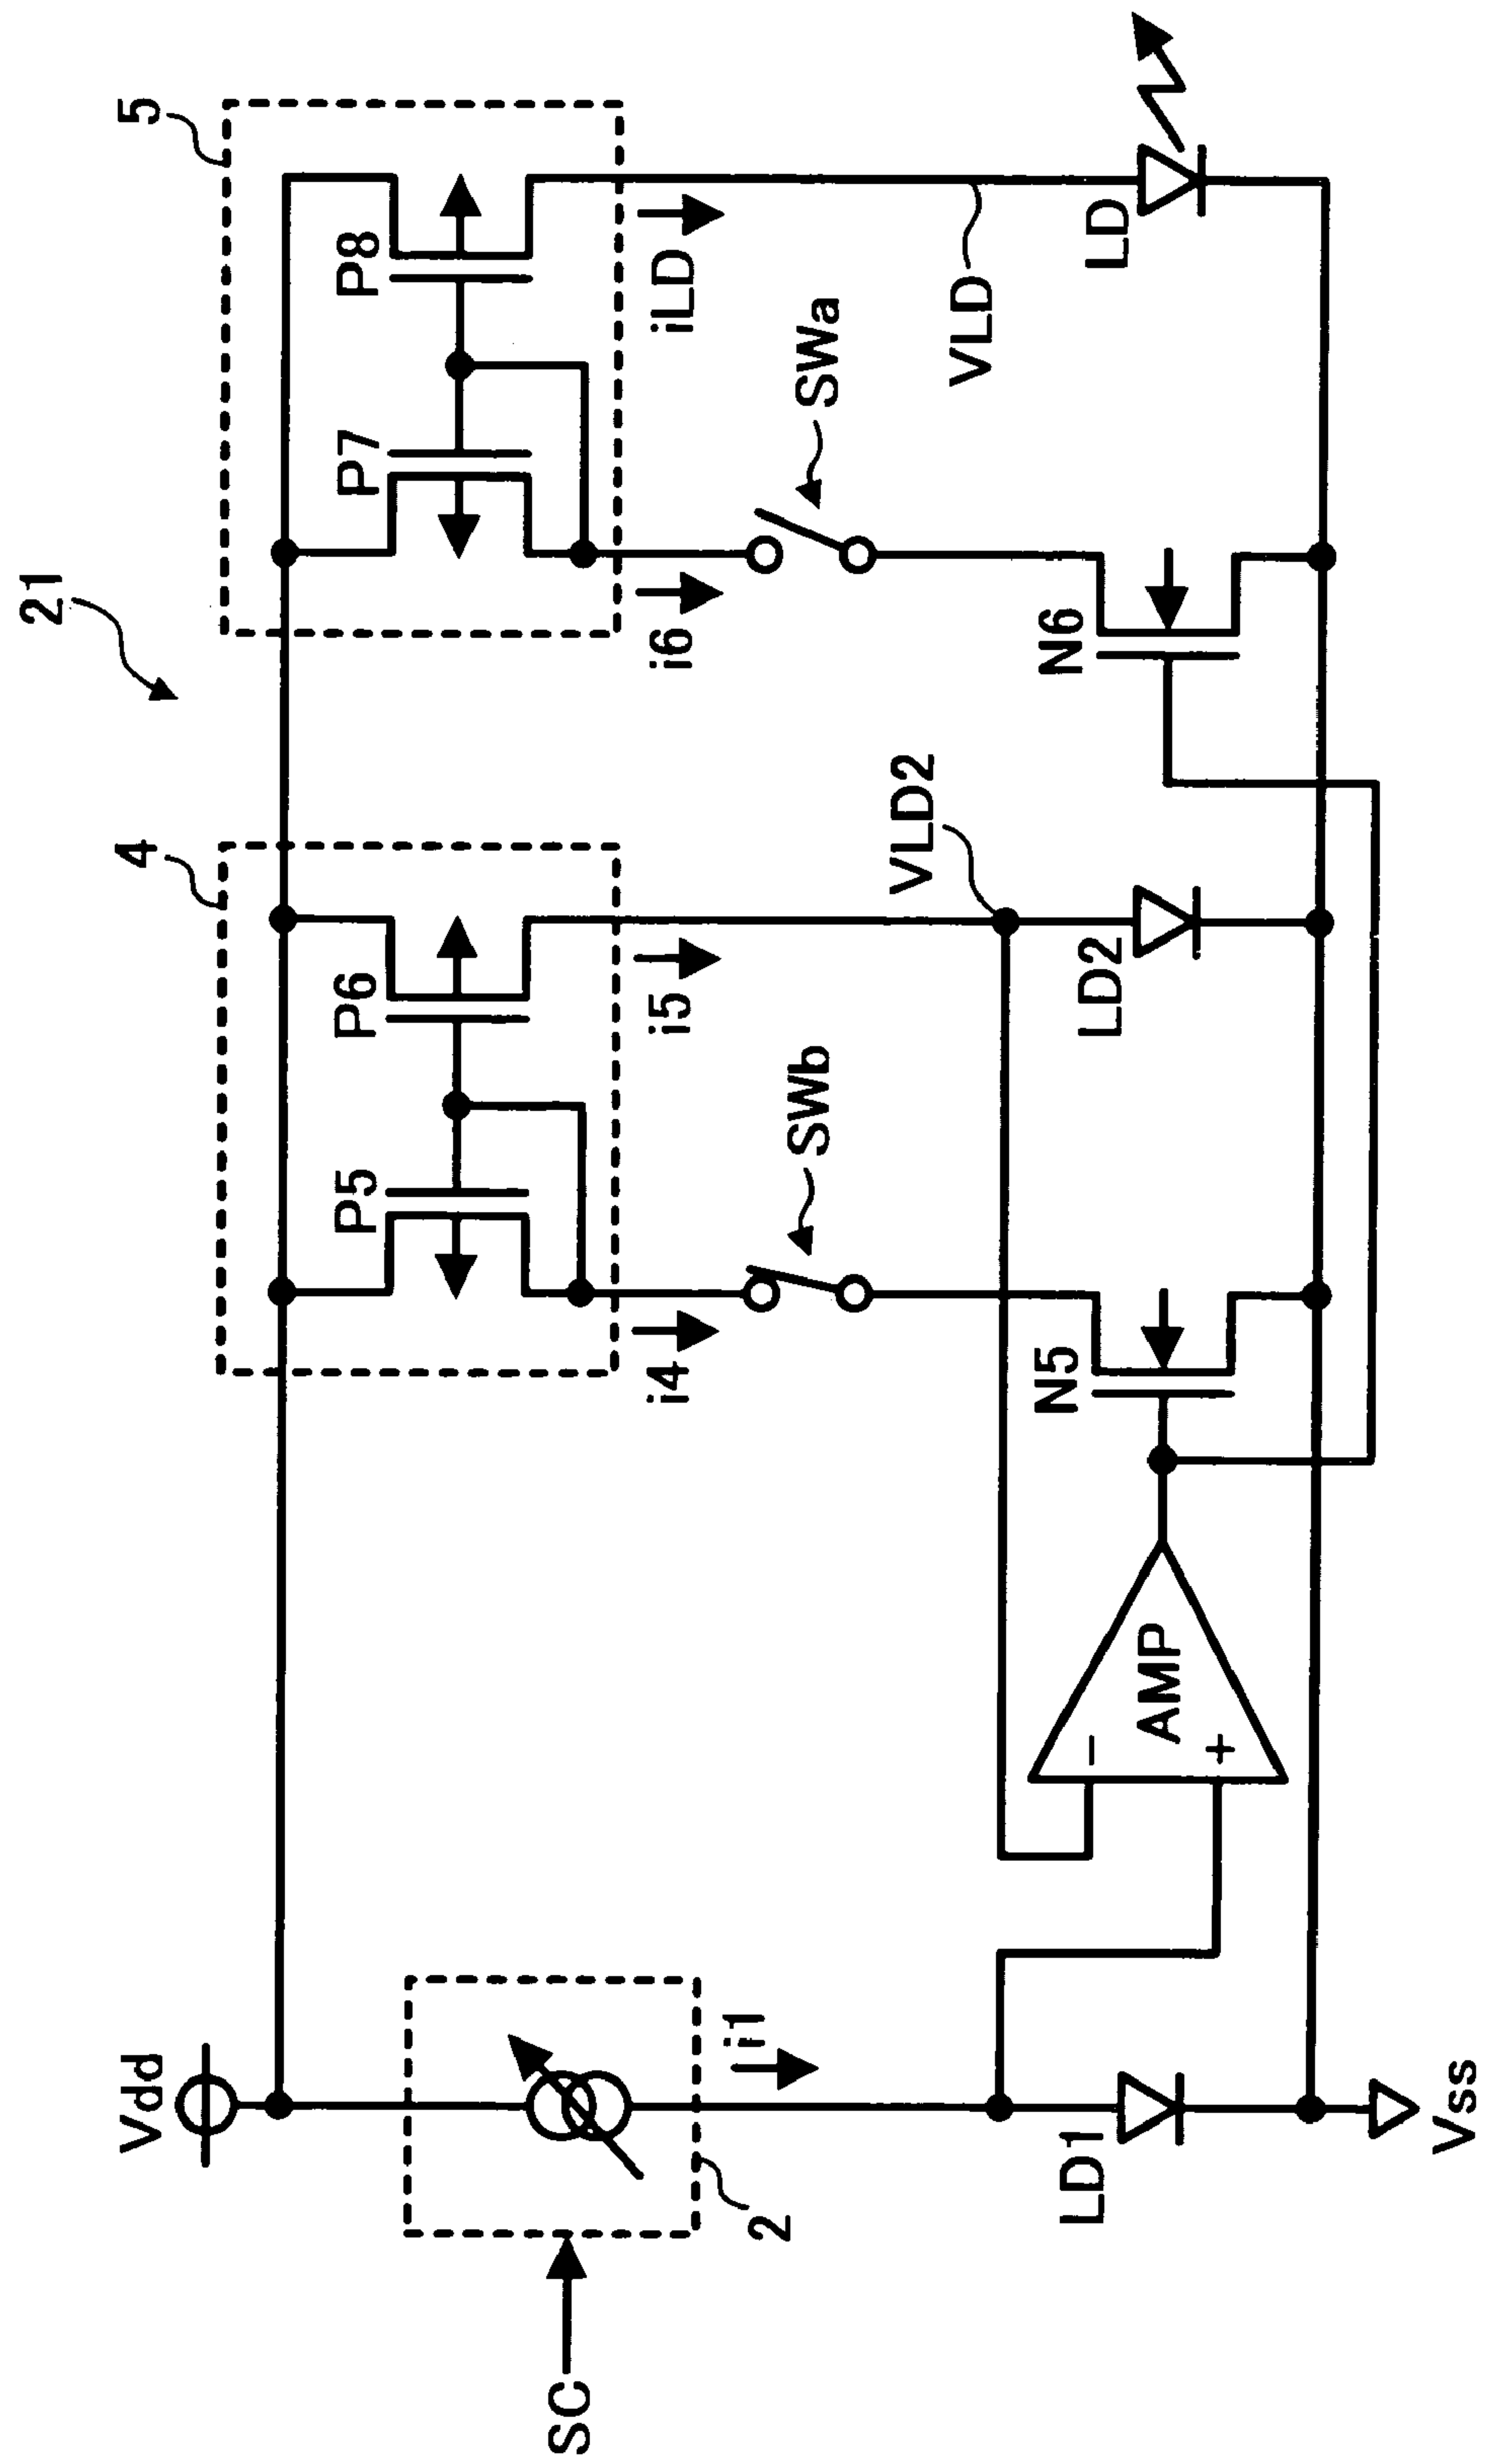 21
Vdd
4
5
P5
P6
P7
P8
SC
2
i1
i4
i5
i6
iLD
SWb
SWa
VLD2
VLD
LD1
AMP
−
+
N5
LD2
N6
LD
Vss